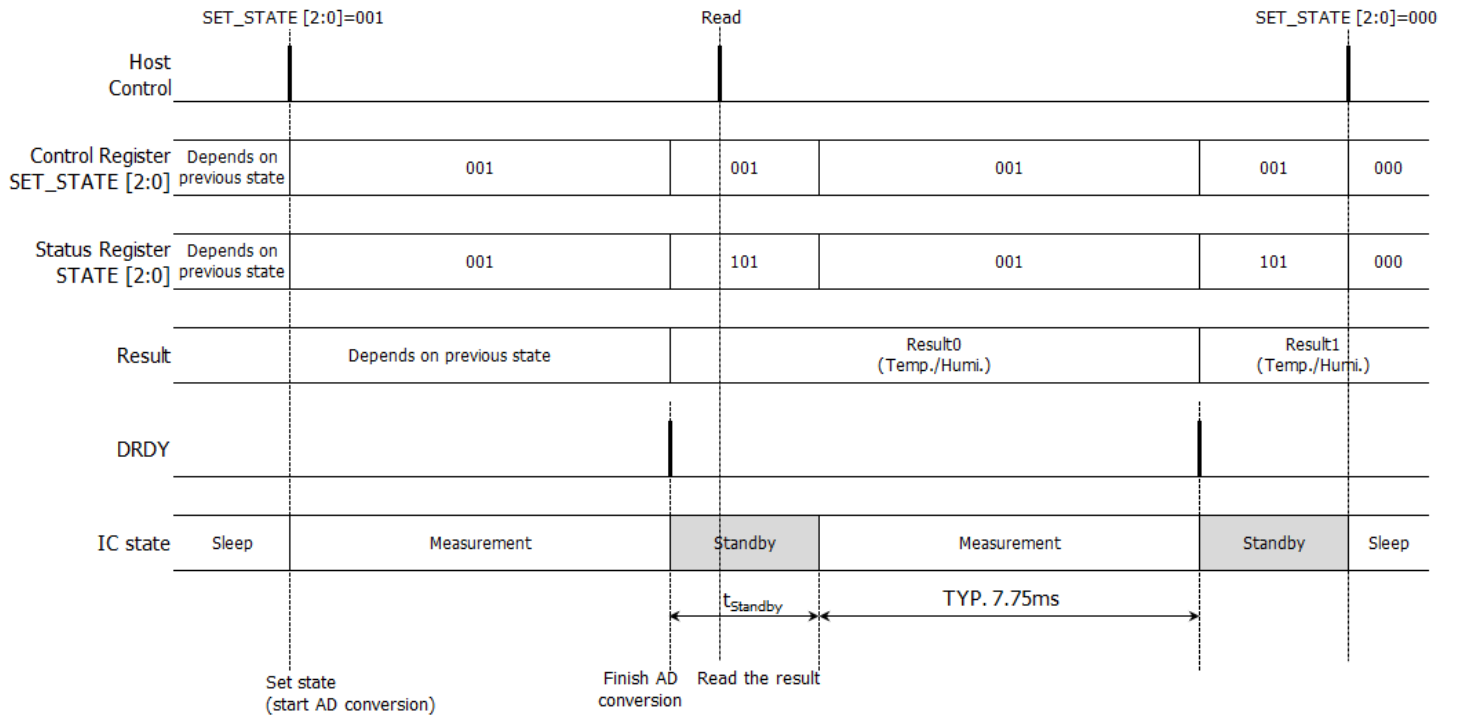 SET_STATE [2:0]=001
Read
SET_STATE [2:0]=000
Host
Control
Control Register
SET_STATE [2:0]
Depends on
previous state
001
001
001
001
000
Status Register
STATE [2:0]
Depends on
previous state
001
101
001
101
000
Result
Depends on previous state
Result0
(Temp./Humi.)
Result1
(Temp./Humi.)
DRDY
IC state
Sleep
Measurement
Standby
Measurement
Standby
Sleep
tStandby
TYP. 7.75ms
Set state
(start AD conversion)
Finish AD
conversion
Read the result